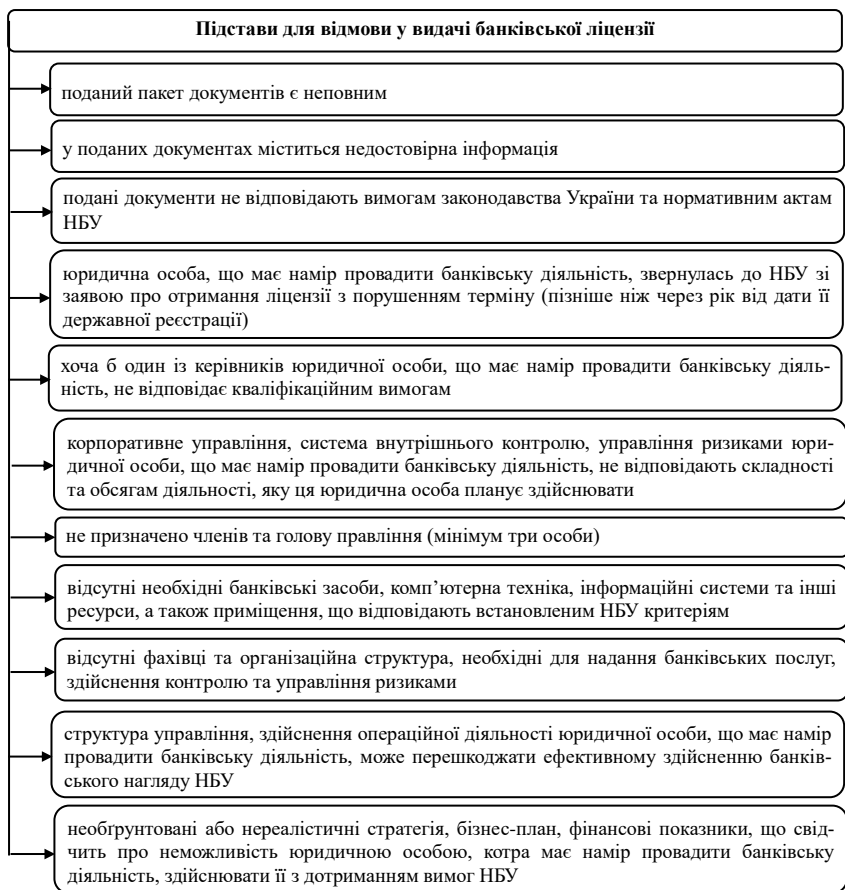 Підстави для відмови у видачі банківської ліцензії
поданий пакет документів є неповним
у поданих документах міститься недостовірна інформація
подані документи не відповідають вимогам законодавства України та нормативним актам
НБУ
юридична особа, що має намір провадити банківську діяльність, звернулась до НБУ зі
заявою про отримання ліцензії з порушенням терміну (пізніше ніж через рік від дати її
державної реєстрації)
хоча б один із керівників юридичної особи, що має намір провадити банківську діяль-
ність, не відповідає кваліфікаційним вимогам
корпоративне управління, система внутрішнього контролю, управління ризиками юри-
дичної особи, що має намір провадити банківську діяльність, не відповідають складності
та обсягам діяльності, яку ця юридична особа планує здійснювати
не призначено членів та голову правління (мінімум три особи)
відсутні необхідні банківські засоби, комп’ютерна техніка, інформаційні системи та інші
ресурси, а також приміщення, що відповідають встановленим НБУ критеріям
відсутні фахівці та організаційна структура, необхідні для надання банківських послуг,
здійснення контролю та управління ризиками
структура управління, здійснення операційної діяльності юридичної особи, що має намір
провадити банківську діяльність, може перешкоджати ефективному здійсненню банків-
ського нагляду НБУ
необґрунтовані або нереалістичні стратегія, бізнес-план, фінансові показники, що свід-
чить про неможливість юридичною особою, котра має намір провадити банківську
діяльність, здійснювати її з дотриманням вимог НБУ